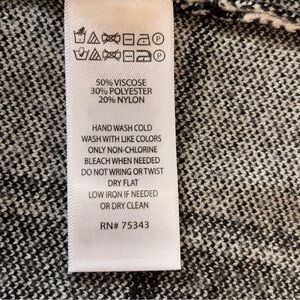 50% VISCOSE
30% POLYESTER
20% NYLON
HAND WASH COLD
WASH WITH LIKE COLORS
ONLY NON-CHLORINE
BLEACH WHEN NEEDED
DO NOT WRING OR TWIST
DRY FLAT
LOW IRON IF NEEDED
OR DRY CLEAN
RN# 75343